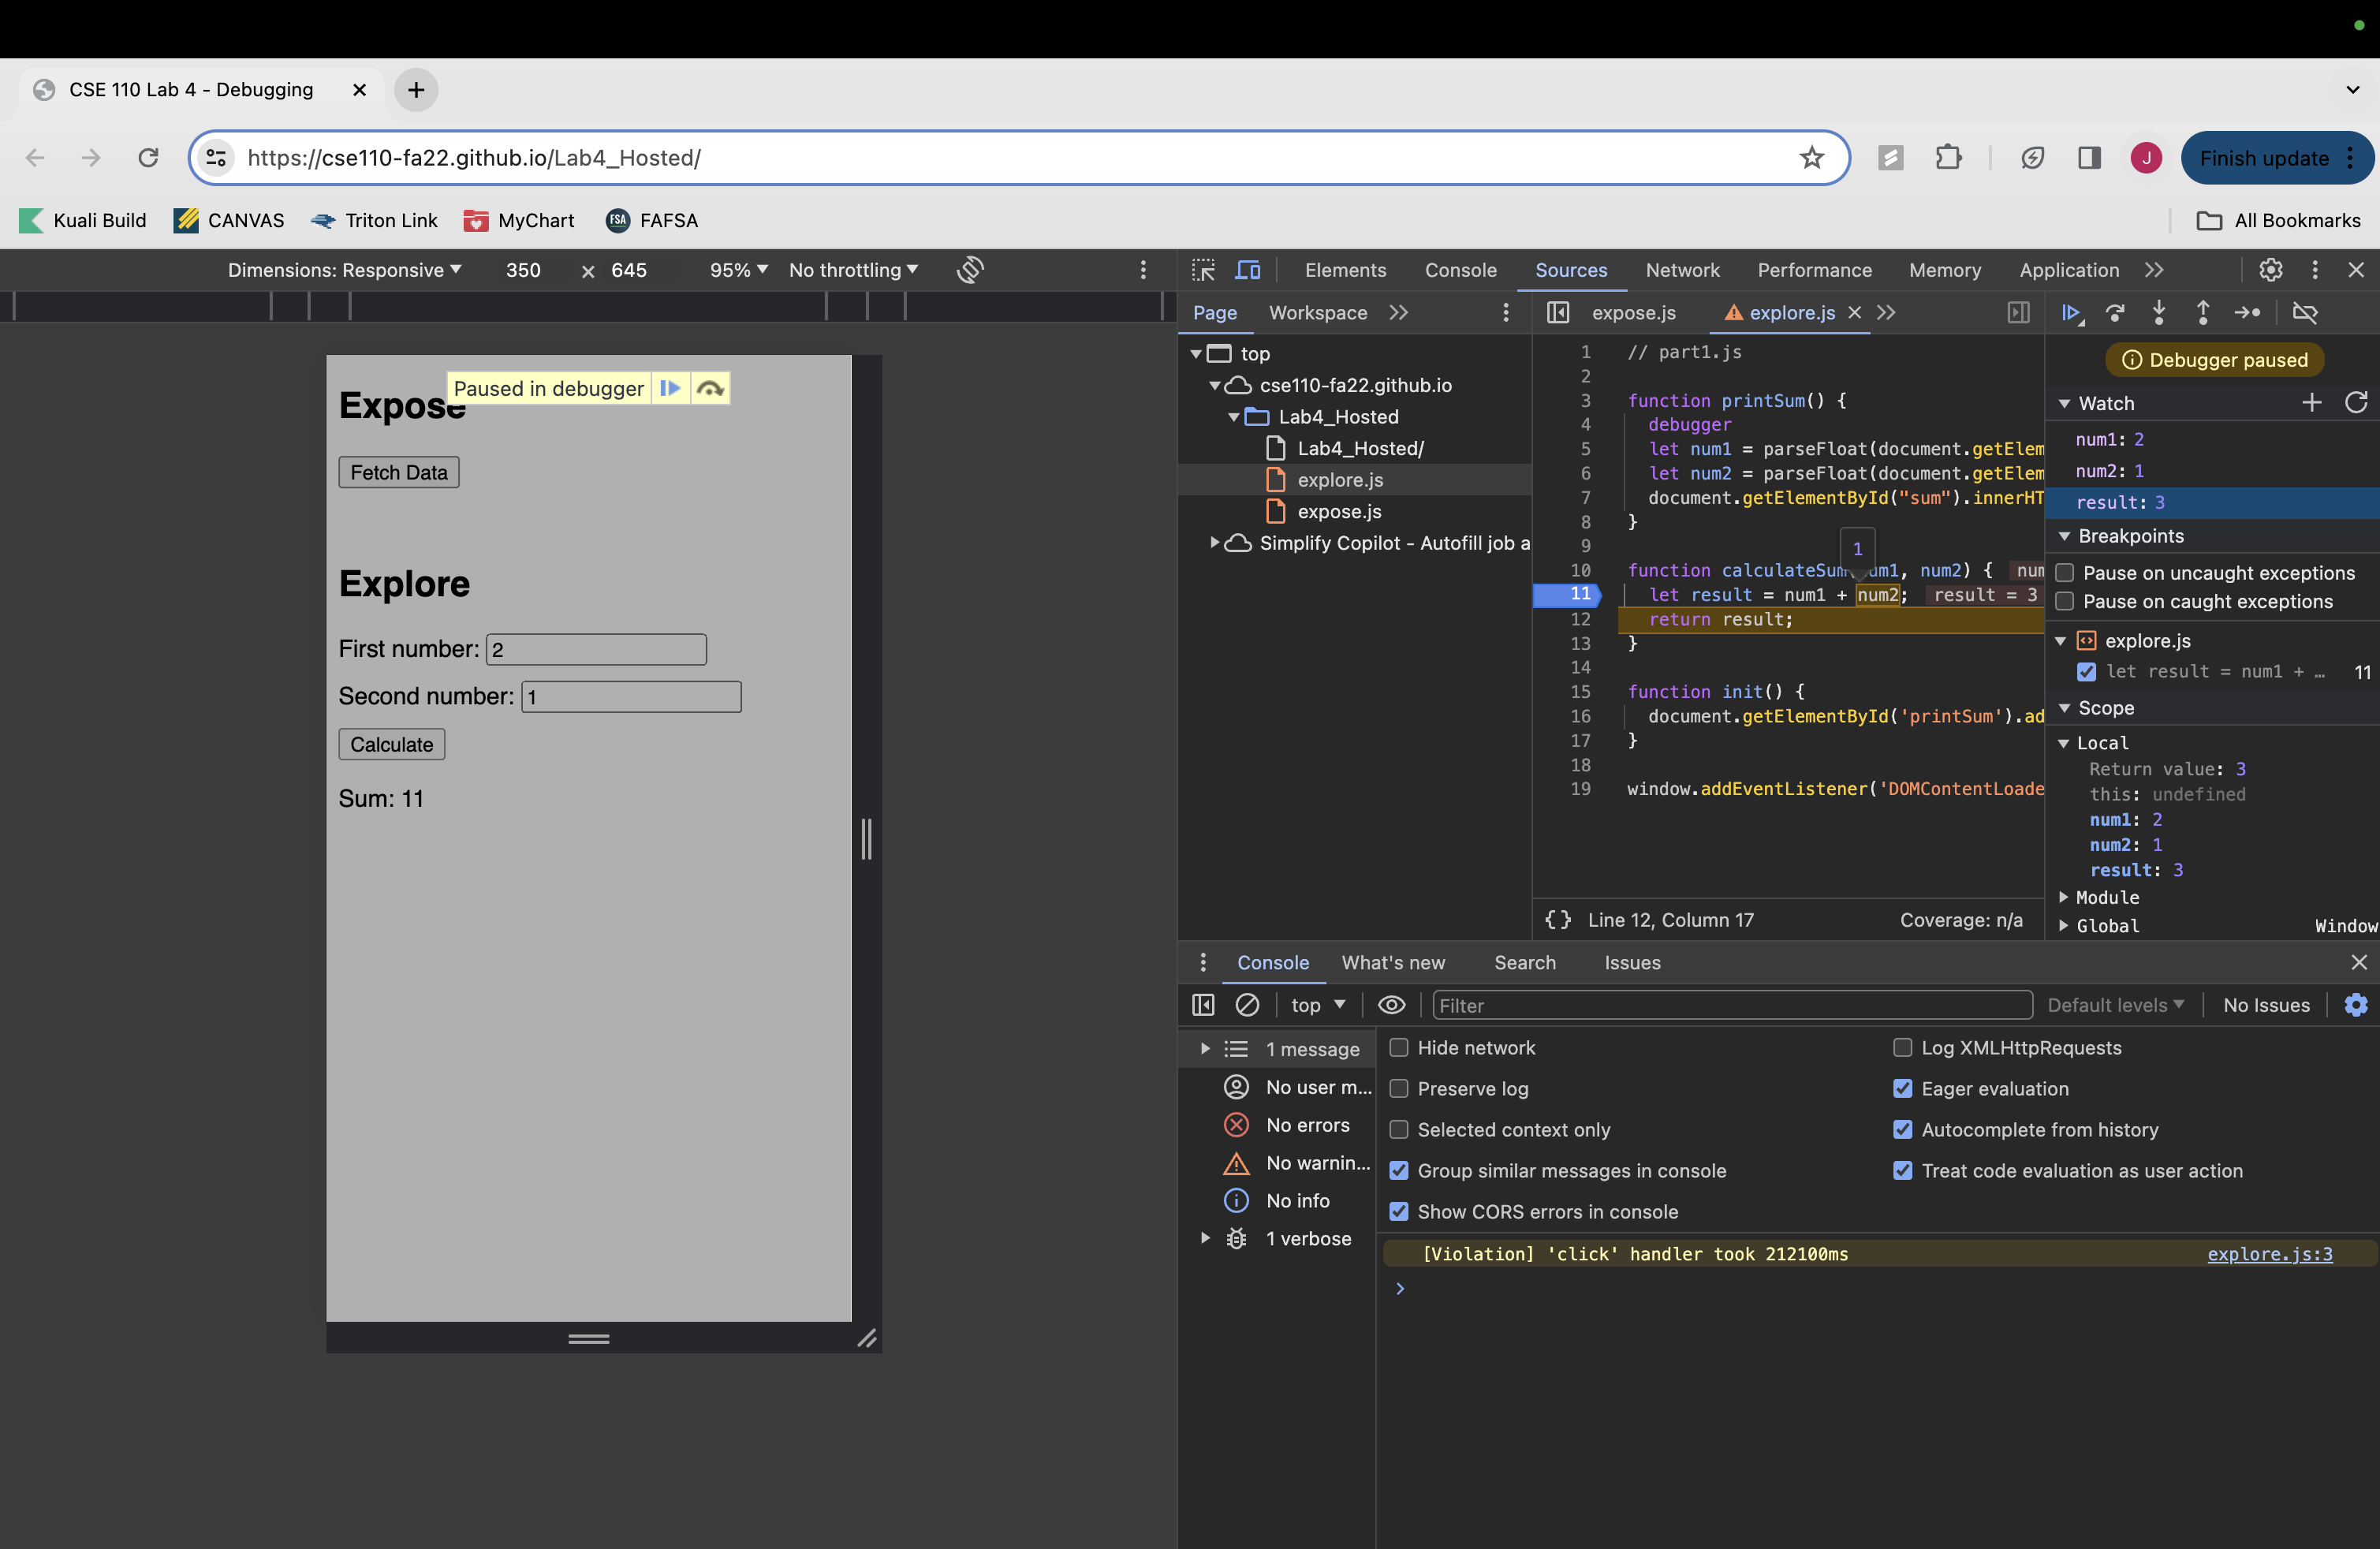 CSE 110 Lab 4 - Debugging
https://cse110-fa22.github.io/Lab4_Hosted/
J
Finish update
Kuali Build
CANVAS
Triton Link
MyChart
FSA
FAFSA
All Bookmarks
Dimensions: Responsive
350
x
645
95%
No throttling
Elements
Console
Sources
Network
Performance
Memory
Application
Paused in debugger
Expose
Fetch Data
Explore
First number: 2
Second number: 1
Calculate
Sum: 11
Page
Workspace
top
cse110-fa22.github.io
Lab4_Hosted
Lab4_Hosted/
explore.js
expose.js
Simplify Copilot - Autofill job a
expose.js
explore.js
1 // part1.js
2
3 function printSum() {
4 debugger
5 let num1 = parseFloat(document.getElem
6 let num2 = parseFloat(document.getElem
7 document.getElementById("sum").innerHT
8 }
9
1
10 function calculateSum(num1, num2) { num
11 let result = num1 + num2; result = 3
12 return result;
13 }
14
15 function init() {
16 document.getElementById('printSum').ad
17 }
18
19 window.addEventListener('DOMContentLoade
{} Line 12, Column 17
Coverage: n/a
Debugger paused
Watch
num1: 2
num2: 1
result: 3
Breakpoints
Pause on uncaught exceptions
Pause on caught exceptions
explore.js
let result = num1 + … 11
Scope
Local
Return value: 3
this: undefined
num1: 2
num2: 1
result: 3
Module
Global Window
Console
What's new
Search
Issues
top
Filter
Default levels
No Issues
1 message
No user m...
No errors
No warnin...
No info
1 verbose
Hide network
Log XMLHttpRequests
Preserve log
Eager evaluation
Selected context only
Autocomplete from history
Group similar messages in console
Treat code evaluation as user action
Show CORS errors in console
[Violation] 'click' handler took 212100ms
explore.js:3